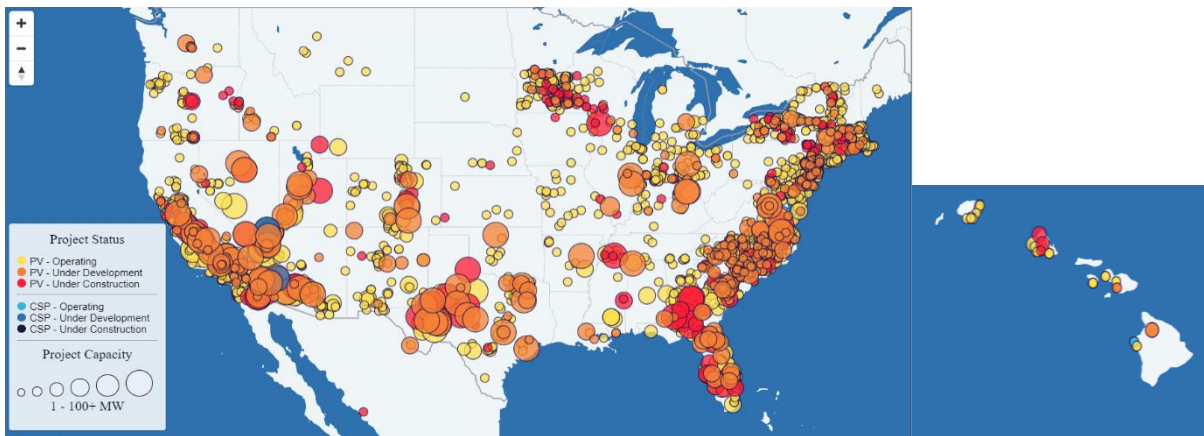 +
−
Project Status
PV - Operating
PV - Under Development
PV - Under Construction
CSP - Operating
CSP - Under Development
CSP - Under Construction
Project Capacity
1 - 100+ MW